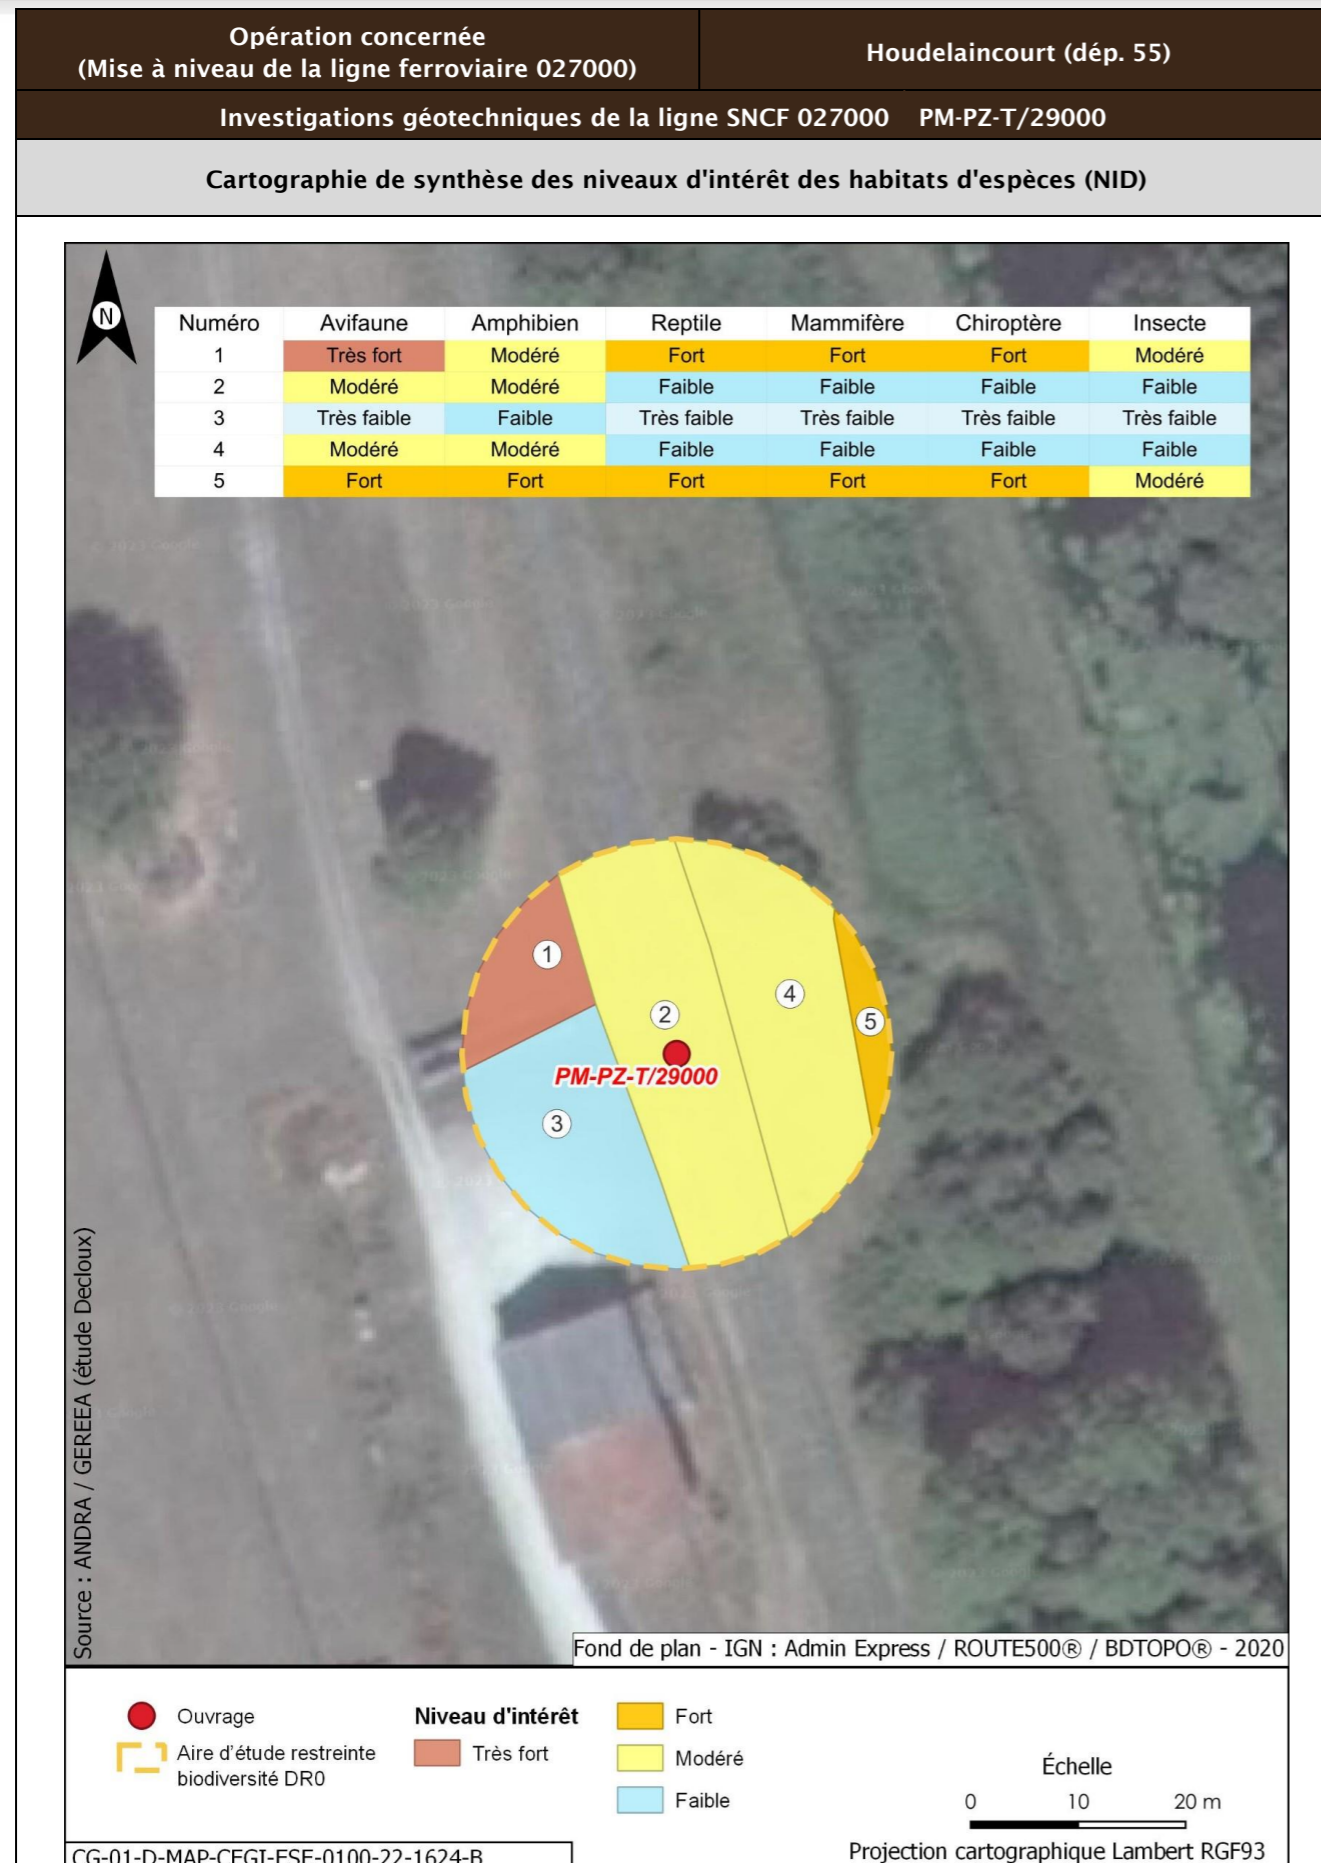 Opération concernée
(Mise à niveau de la ligne ferroviaire 027000)
Houdelaincourt (dép. 55)
Investigations géotechniques de la ligne SNCF 027000 PM-PZ-T/29000
Cartographie de synthèse des niveaux d'intérêt des habitats d'espèces (NID)
N
Numéro Avifaune Amphibien Reptile Mammifère Chiroptère Insecte
1 Très fort Modéré Fort Fort Fort Modéré
2 Modéré Modéré Faible Faible Faible Faible
3 Très faible Faible Très faible Très faible Très faible Très faible
4 Modéré Modéré Faible Faible Faible Faible
5 Fort Fort Fort Fort Fort Modéré
© 2023 Google
1
2
3
4
5
PM-PZ-T/29000
Source : ANDRA / GEREEA (étude Decloux)
Fond de plan - IGN : Admin Express / ROUTE500® / BDTOPO® - 2020
Ouvrage
Aire d'étude restreinte
biodiversité DR0
Niveau d'intérêt
Très fort
Fort
Modéré
Faible
Échelle
0 10 20 m
Projection cartographique Lambert RGF93
CG-01-D-MAP-CEGI-ESE-0100-22-1624-B